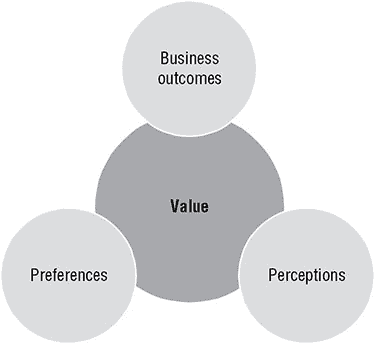 Business
outcomes
Value
Preferences
Perceptions